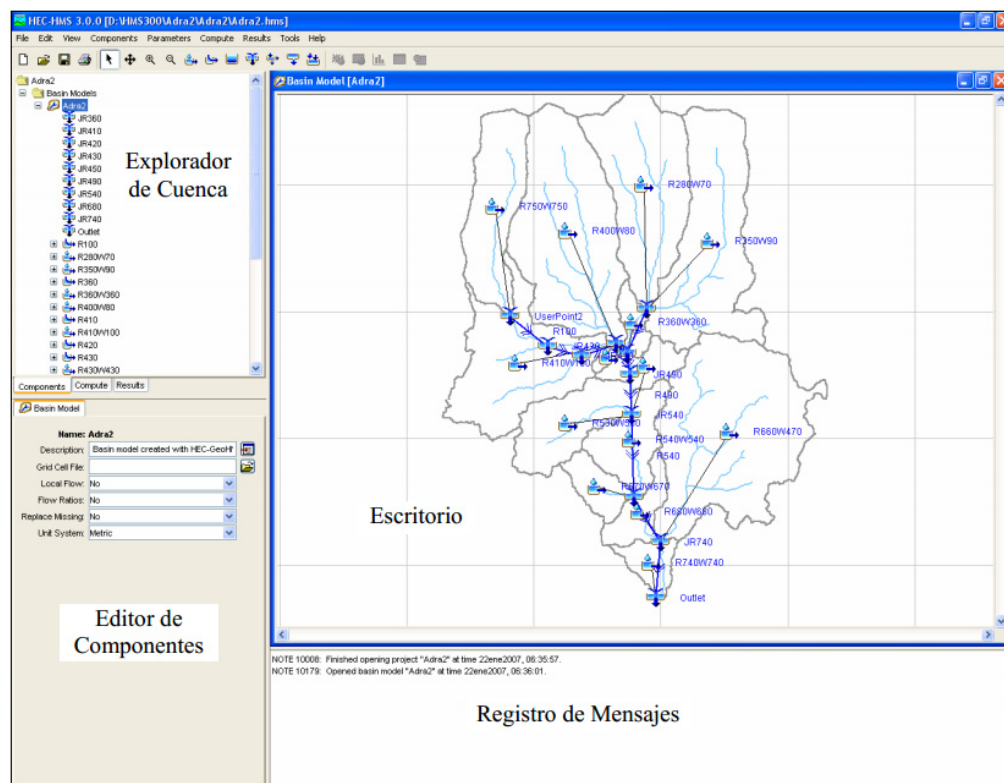 HEC-HMS 3.0.0 [D:\HMS300\Adra2\Adra2\Adra2.hms]
File Edit View Components Parameters Compute Results Tools Help
Adra2
Basin Models
Adra2
JR360
JR410
JR420
JR430
JR450
JR490
JR540
JR680
JR740
Outlet
R100
R280W70
R350W90
R360
R360W360
R400W80
R410
R410W100
R420
R430
R430W430
Explorador
de Cuenca
Components Compute Results
Basin Model
Name: Adra2
Description: Basin model created with HEC-GeoH
Grid Cell File:
Local Flow: No
Flow Ratios: No
Replace Missing: No
Unit System: Metric
Editor de
Componentes
Basin Model [Adra2]
R280W70
R750W750
R400W80
R350W90
UserPoint2
R360W360
R100
R430
R410W100
JR490
R490
JR540
R660W470
R540W540
R540
R670W670
R680W680
JR740
R740W740
Outlet
Escritorio
NOTE 10008: Finished opening project "Adra2" at time 22ene2007, 06:35:57.
NOTE 10179: Opened basin model "Adra2" at time 22ene2007, 06:36:01.
Registro de Mensajes